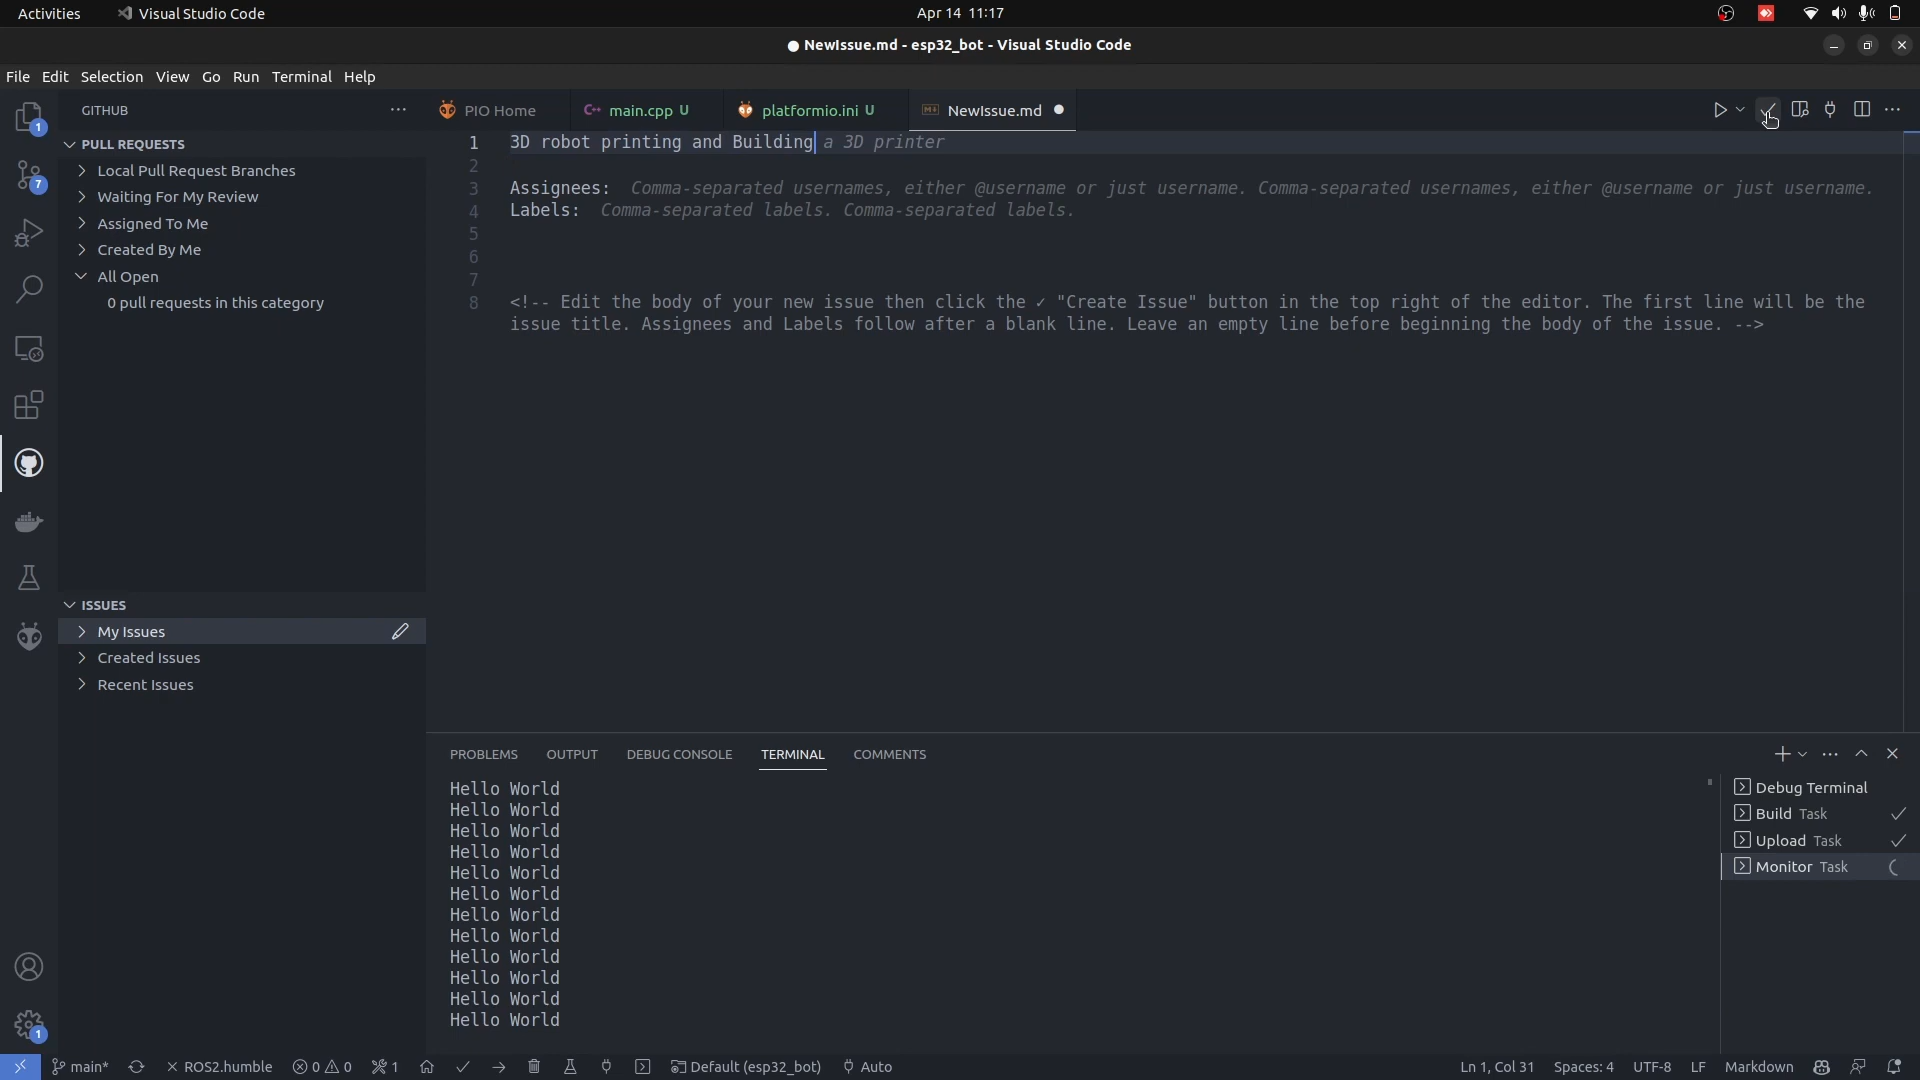 Activities
Visual Studio Code
Apr 14 11:17
● NewIssue.md - esp32_bot - Visual Studio Code
File Edit Selection View Go Run Terminal Help
1
7
GITHUB
PULL REQUESTS
Local Pull Request Branches
Waiting For My Review
Assigned To Me
Created By Me
All Open
0 pull requests in this category
ISSUES
My Issues
Created Issues
Recent Issues
1
PIO Home
C++ main.cpp U
platformio.ini U
NewIssue.md ●
1 3D robot printing and Building a 3D printer
2
3 Assignees: Comma-separated usernames, either @username or just username. Comma-separated usernames, either @username or just username.
4 Labels: Comma-separated labels. Comma-separated labels.
5
6
7
8 <!-- Edit the body of your new issue then click the ✓ "Create Issue" button in the top right of the editor. The first line will be the
issue title. Assignees and Labels follow after a blank line. Leave an empty line before beginning the body of the issue. -->
PROBLEMS OUTPUT DEBUG CONSOLE TERMINAL COMMENTS
Hello World
Hello World
Hello World
Hello World
Hello World
Hello World
Hello World
Hello World
Hello World
Hello World
Hello World
Hello World
Debug Terminal
Build Task
Upload Task
Monitor Task
main* ROS2.humble 0 0 1 Default (esp32_bot) Auto
Ln 1, Col 31 Spaces: 4 UTF-8 LF Markdown